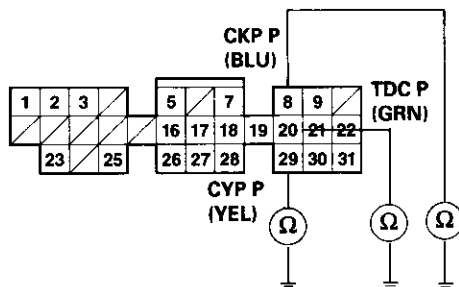 CKP P
(BLU)
TDC P
(GRN)
1 2 3 5 7 8 9
16 17 18 19 20 21 22
23 25 26 27 28 29 30 31
CYP P
(YEL)
Ω Ω Ω